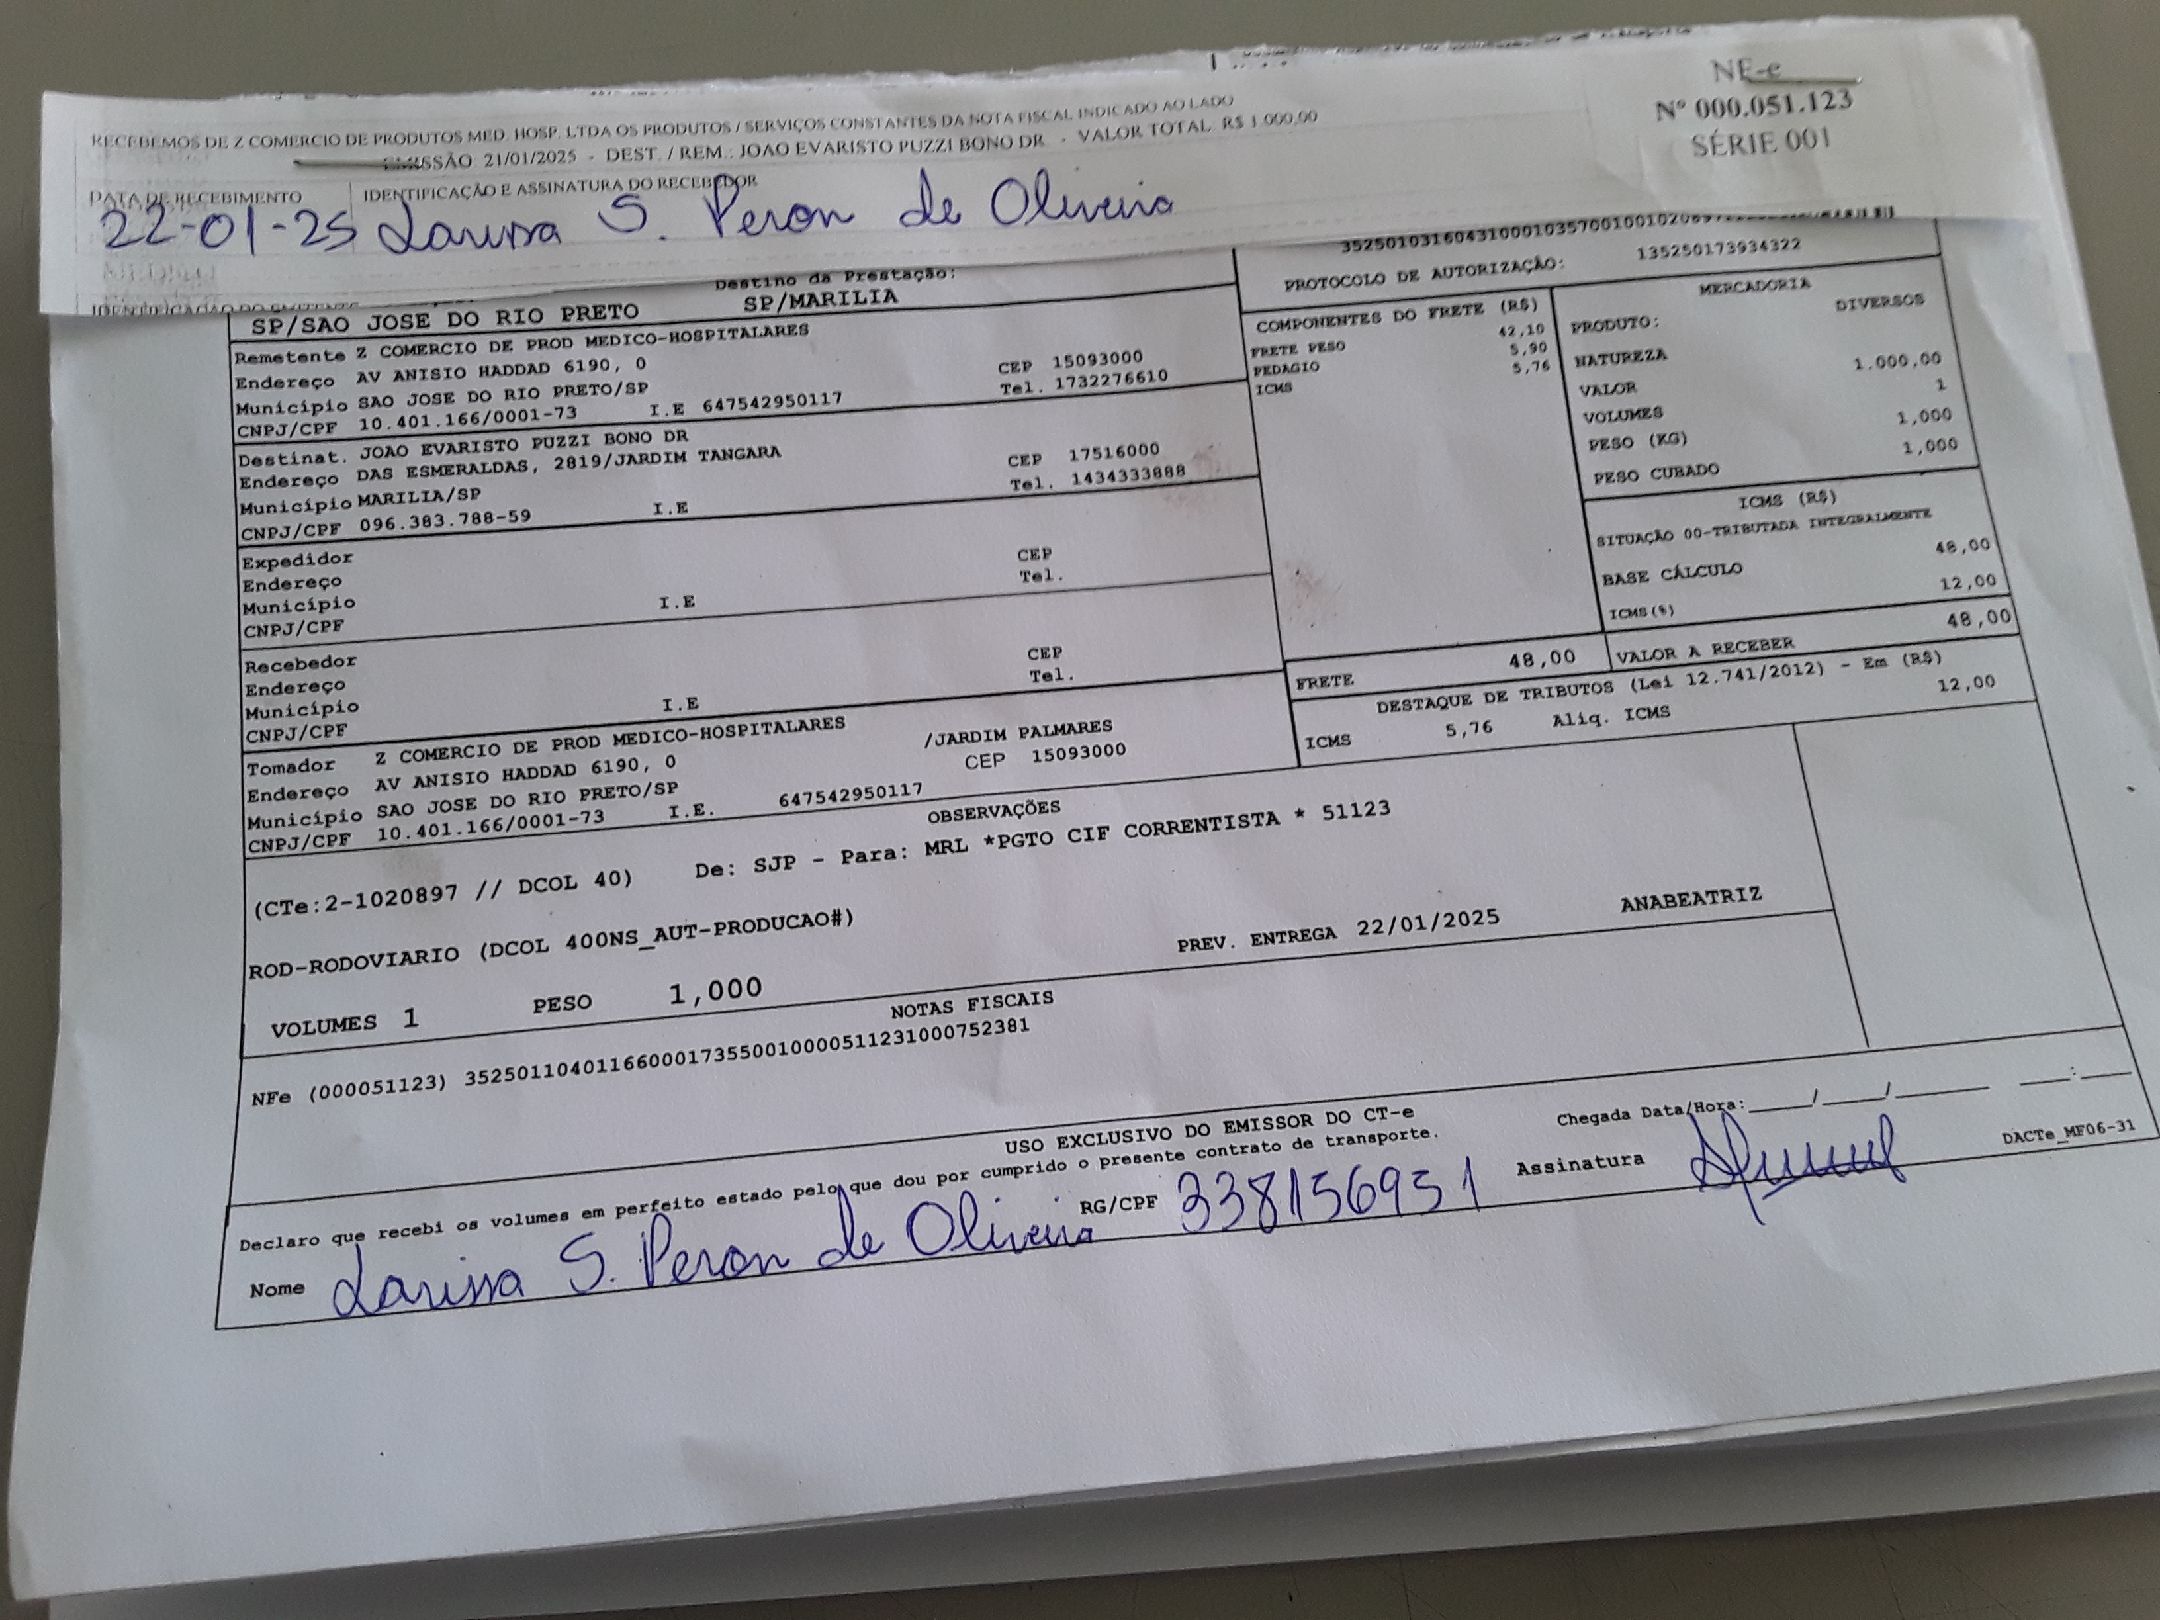 RECEBEMOS DE Z COMERCIO DE PRODUTOS MED. HOSP. LTDA OS PRODUTOS / SERVIÇOS CONSTANTES DA NOTA FISCAL INDICADO AO LADO
EMISSÃO: 21/01/2025 - DEST. / REM.: JOAO EVARISTO PUZZI BONO DR - VALOR TOTAL: R$ 1.000,00
NF-e
Nº 000.051.123
SÉRIE 001
DATA DE RECEBIMENTO
IDENTIFICAÇÃO E ASSINATURA DO RECEBEDOR
22-01-25 Larissa S. Peron de Oliveira
IDENTIFICAÇÃO DO EMITENTE
Destino da Prestação:
SP/SAO JOSE DO RIO PRETO SP/MARILIA
Remetente Z COMERCIO DE PROD MEDICO-HOSPITALARES
Endereço AV ANISIO HADDAD 6190, 0 CEP 15093000
Município SAO JOSE DO RIO PRETO/SP Tel. 1732276610
CNPJ/CPF 10.401.166/0001-73 I.E 647542950117
Destinat. JOAO EVARISTO PUZZI BONO DR
Endereço DAS ESMERALDAS, 2819/JARDIM TANGARA CEP 17516000
Município MARILIA/SP Tel. 1434333888
CNPJ/CPF 096.383.788-59 I.E
Expedidor
Endereço CEP
Município Tel.
CNPJ/CPF I.E
Recebedor
Endereço CEP
Município Tel.
CNPJ/CPF I.E
Tomador Z COMERCIO DE PROD MEDICO-HOSPITALARES
Endereço AV ANISIO HADDAD 6190, 0 /JARDIM PALMARES
Município SAO JOSE DO RIO PRETO/SP CEP 15093000
CNPJ/CPF 10.401.166/0001-73 I.E. 647542950117
PROTOCOLO DE AUTORIZAÇÃO: 135250173934322
COMPONENTES DO FRETE (R$)
FRETE PESO 42,10
PEDAGIO 5,90
ICMS 5,76
MERCADORIA
PRODUTO: DIVERSOS
NATUREZA
VALOR 1.000,00
VOLUMES 1
PESO (KG) 1,000
PESO CUBADO 1,000
ICMS (R$)
SITUAÇÃO 00-TRIBUTADA INTEGRALMENTE
BASE CÁLCULO 48,00
ICMS(%) 12,00
FRETE 48,00
VALOR A RECEBER 48,00
DESTAQUE DE TRIBUTOS (Lei 12.741/2012) - Em (R$)
ICMS 5,76 Aliq. ICMS 12,00
OBSERVAÇÕES
(CTe:2-1020897 // DCOL 40) De: SJP - Para: MRL *PGTO CIF CORRENTISTA * 51123
ROD-RODOVIARIO (DCOL 400NS_AUT-PRODUCAO#)
PREV. ENTREGA 22/01/2025 ANABEATRIZ
VOLUMES 1 PESO 1,000
NOTAS FISCAIS
NFe (000051123) 35250110401166000173550010000511231000752381
USO EXCLUSIVO DO EMISSOR DO CT-e
Declaro que recebi os volumes em perfeito estado pelo que dou por cumprido o presente contrato de transporte.
Chegada Data/Hora:____/____/______ ___:___
Nome Larissa S. Peron de Oliveira RG/CPF 338156951 Assinatura
DACTe_MF06-31